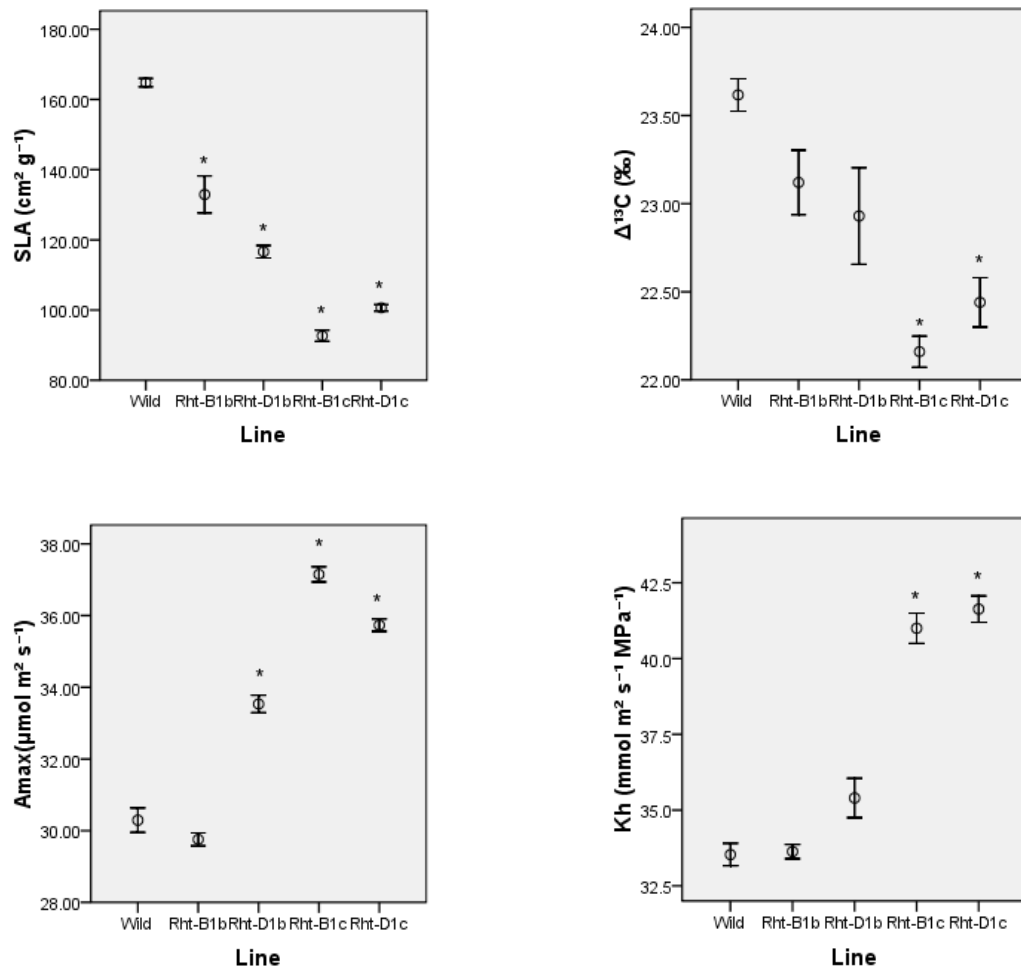 180.00
160.00
140.00
120.00
100.00
80.00
SLA (cm² g⁻¹)
*
*
*
*
Wild Rht-B1b Rht-D1b Rht-B1c Rht-D1c
Line
24.00
23.50
23.00
22.50
22.00
Δ¹³C (‰)
*
*
Wild Rht-B1b Rht-D1b Rht-B1c Rht-D1c
Line
38.00
36.00
34.00
32.00
30.00
28.00
Amax(µmol m² s⁻¹)
*
*
*
Wild Rht-B1b Rht-D1b Rht-B1c Rht-D1c
Line
42.5
40.0
37.5
35.0
32.5
Kh (mmol m² s⁻¹ MPa⁻¹)
*
*
Wild Rht-B1b Rht-D1b Rht-B1c Rht-D1c
Line